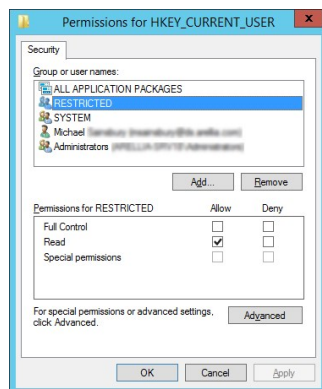 Permissions for HKEY_CURRENT_USER
x
Security
Group or user names:
ALL APPLICATION PACKAGES
RESTRICTED
SYSTEM
Michael
Administrators
Add... Remove
Permissions for RESTRICTED Allow Deny
Full Control
Read
Special permissions
For special permissions or advanced settings,
click Advanced.
Advanced
OK Cancel Apply